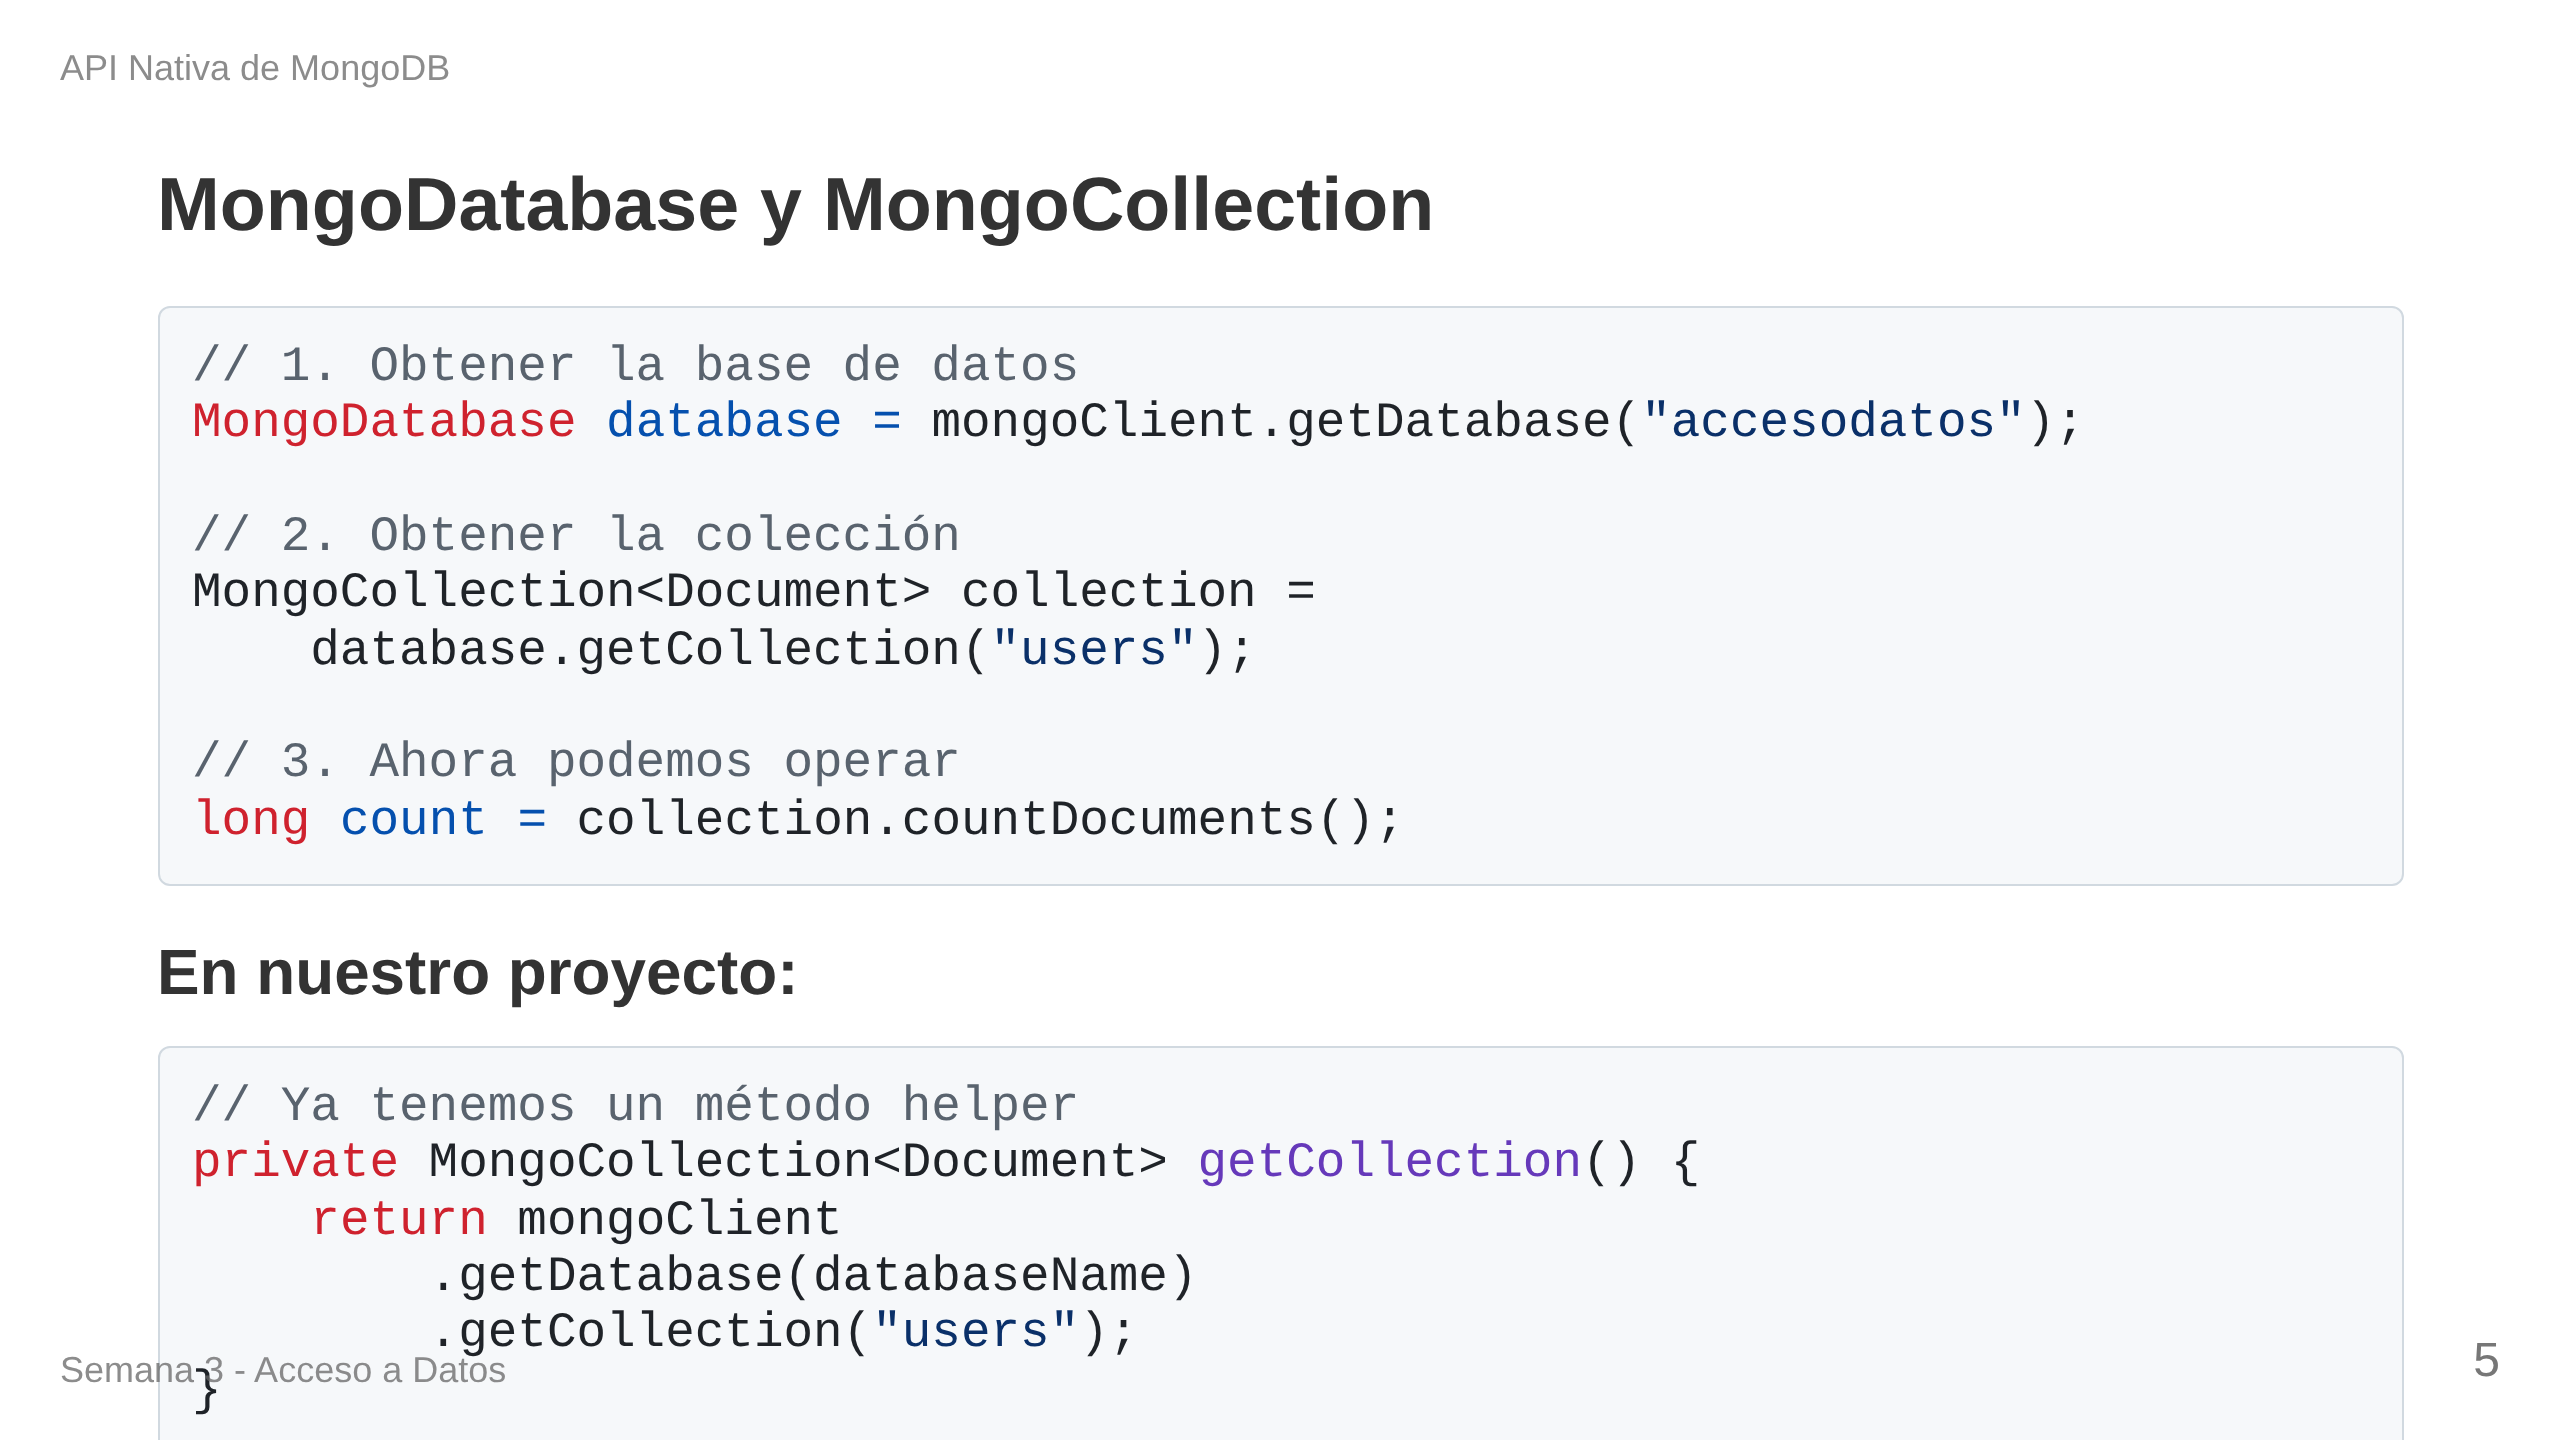 API Nativa de MongoDB
MongoDatabase y MongoCollection
// 1. Obtener la base de datos
MongoDatabase database = mongoClient.getDatabase("accesodatos");
// 2. Obtener la colección
MongoCollection<Document> collection =
    database.getCollection("users");
// 3. Ahora podemos operar
long count = collection.countDocuments();
En nuestro proyecto:
// Ya tenemos un método helper
private MongoCollection<Document> getCollection() {
    return mongoClient
        .getDatabase(databaseName)
        .getCollection("users");
}
Semana 3 - Acceso a Datos
5